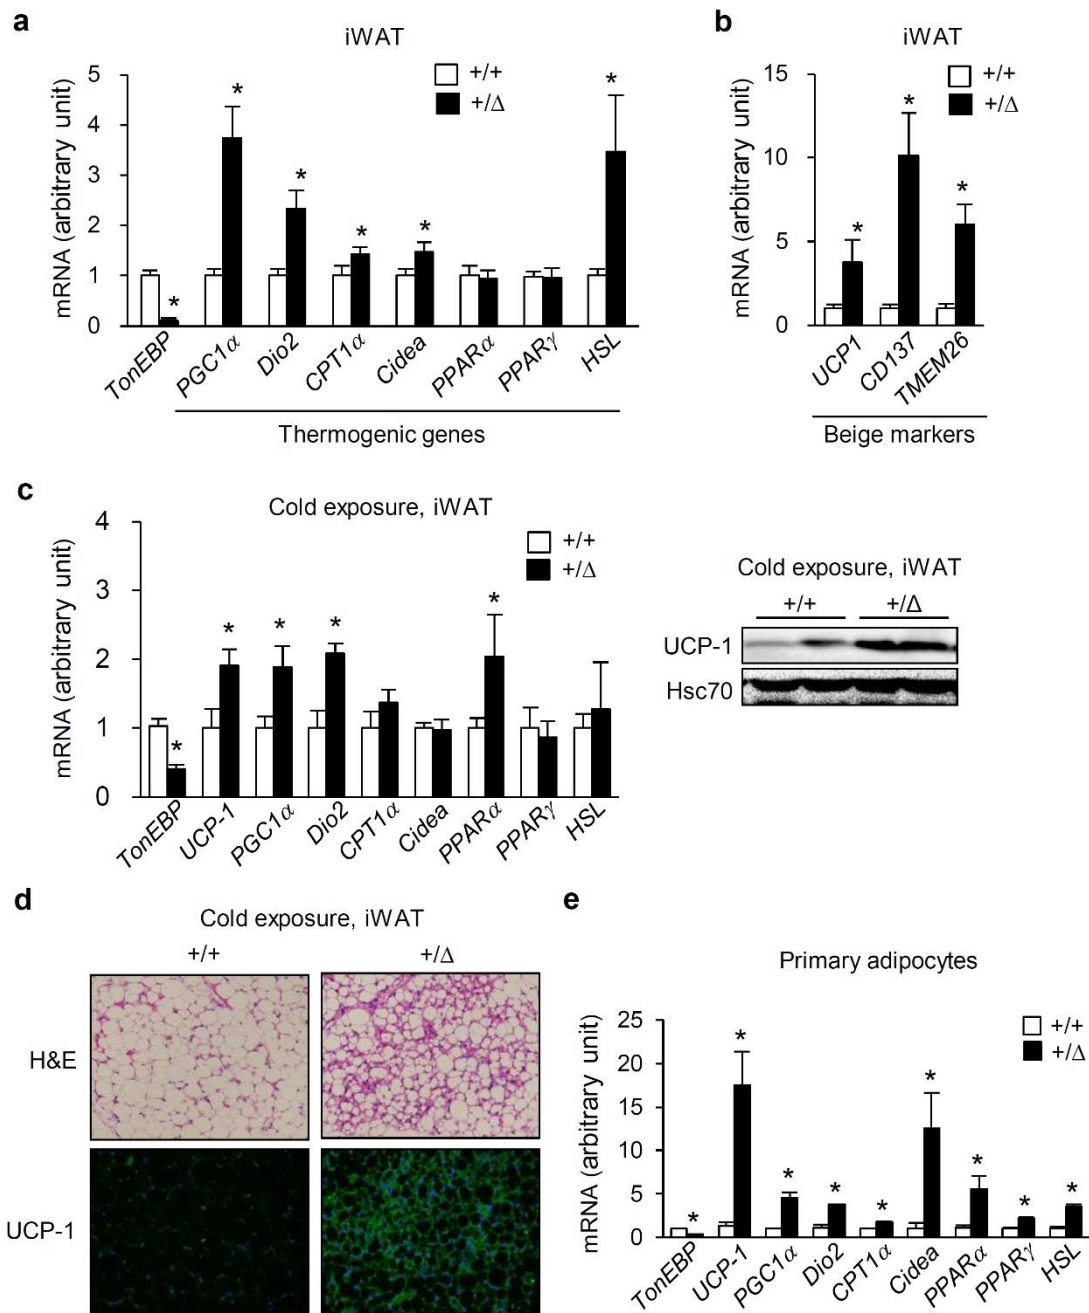 a
iWAT
+/+
+/Δ
mRNA (arbitrary unit)
5
4
3
2
1
0
TonEBP
PGC1α
Dio2
CPT1α
Cidea
PPARα
PPARγ
HSL
*
*
*
*
*
*
Thermogenic genes
b
iWAT
+/+
+/Δ
mRNA (arbitrary unit)
15
10
5
0
*
*
*
UCP1
CD137
TMEM26
Beige markers
c
Cold exposure, iWAT
+/+
+/Δ
mRNA (arbitrary unit)
4
3
2
1
0
*
*
*
*
*
TonEBP
UCP-1
PGC1α
Dio2
CPT1α
Cidea
PPARα
PPARγ
HSL
Cold exposure, iWAT
+/+ +/Δ
UCP-1
Hsc70
d
Cold exposure, iWAT
+/+ +/Δ
H&E
UCP-1
e
Primary adipocytes
+/+
+/Δ
mRNA (arbitrary unit)
25
20
15
10
5
0
*
*
*
*
*
*
*
*
*
TonEBP
UCP-1
PGC1α
Dio2
CPT1α
Cidea
PPARα
PPARγ
HSL